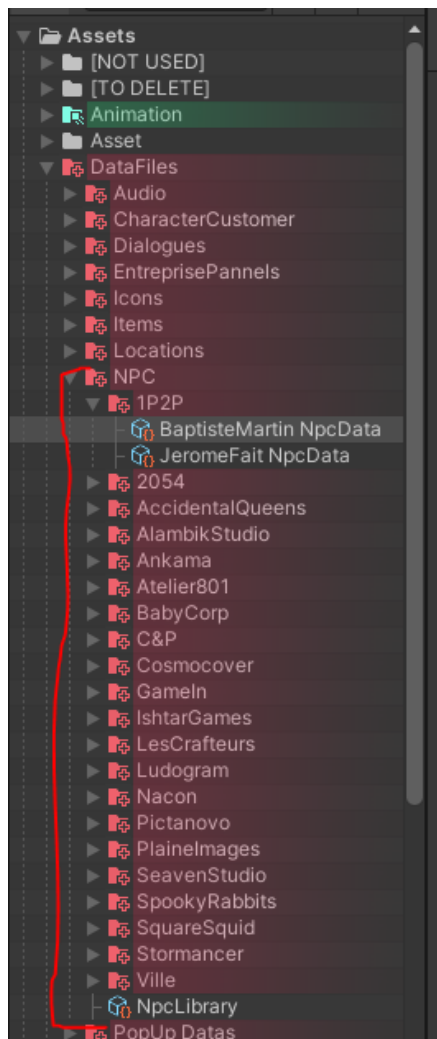 Assets
[NOT USED]
[TO DELETE]
Animation
Asset
DataFiles
Audio
CharacterCustomer
Dialogues
EntreprisePannels
Icons
Items
Locations
NPC
1P2P
BaptisteMartin NpcData
JeromeFait NpcData
2054
AccidentalQueens
AlambikStudio
Ankama
Atelier801
BabyCorp
C&P
Cosmocover
GameIn
IshtarGames
LesCrafteurs
Ludogram
Nacon
Pictanovo
PlaineImages
SeavenStudio
SpookyRabbits
SquareSquid
Stormancer
Ville
NpcLibrary
PopUp Datas